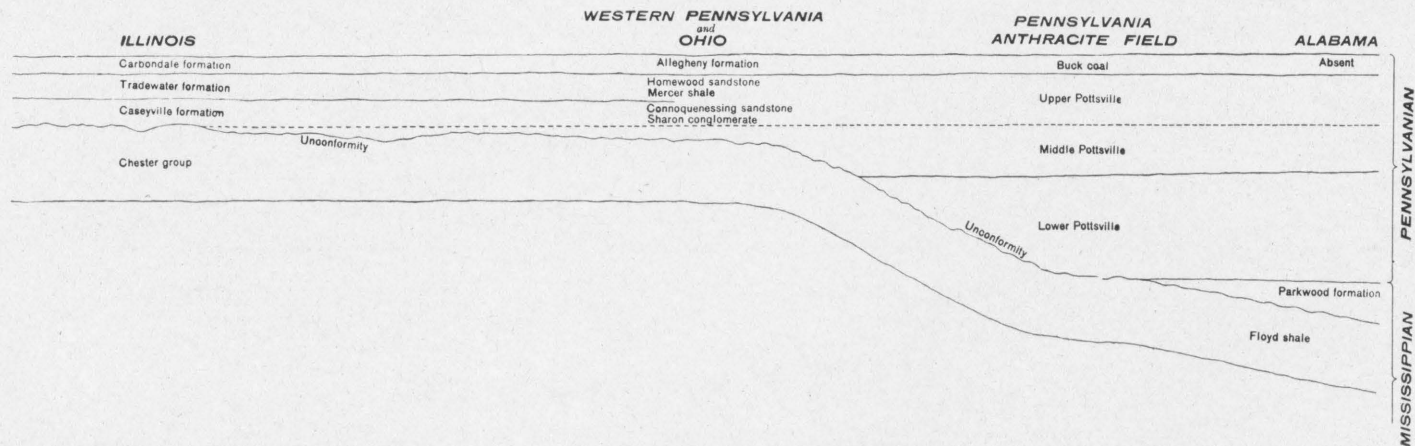 WESTERN PENNSYLVANIA
and
OHIO
PENNSYLVANIA
ANTHRACITE FIELD
ILLINOIS
ALABAMA
Carbondale formation
Allegheny formation
Buck coal
Absent
Tradewater formation
Homewood sandstone
Mercer shale
Upper Pottsville
Caseyville formation
Connoquenessing sandstone
Sharon conglomerate
Unconformity
Middle Pottsville
Chester group
Unconformity
Lower Pottsville
Parkwood formation
Floyd shale
PENNSYLVANIAN
MISSISSIPPIAN